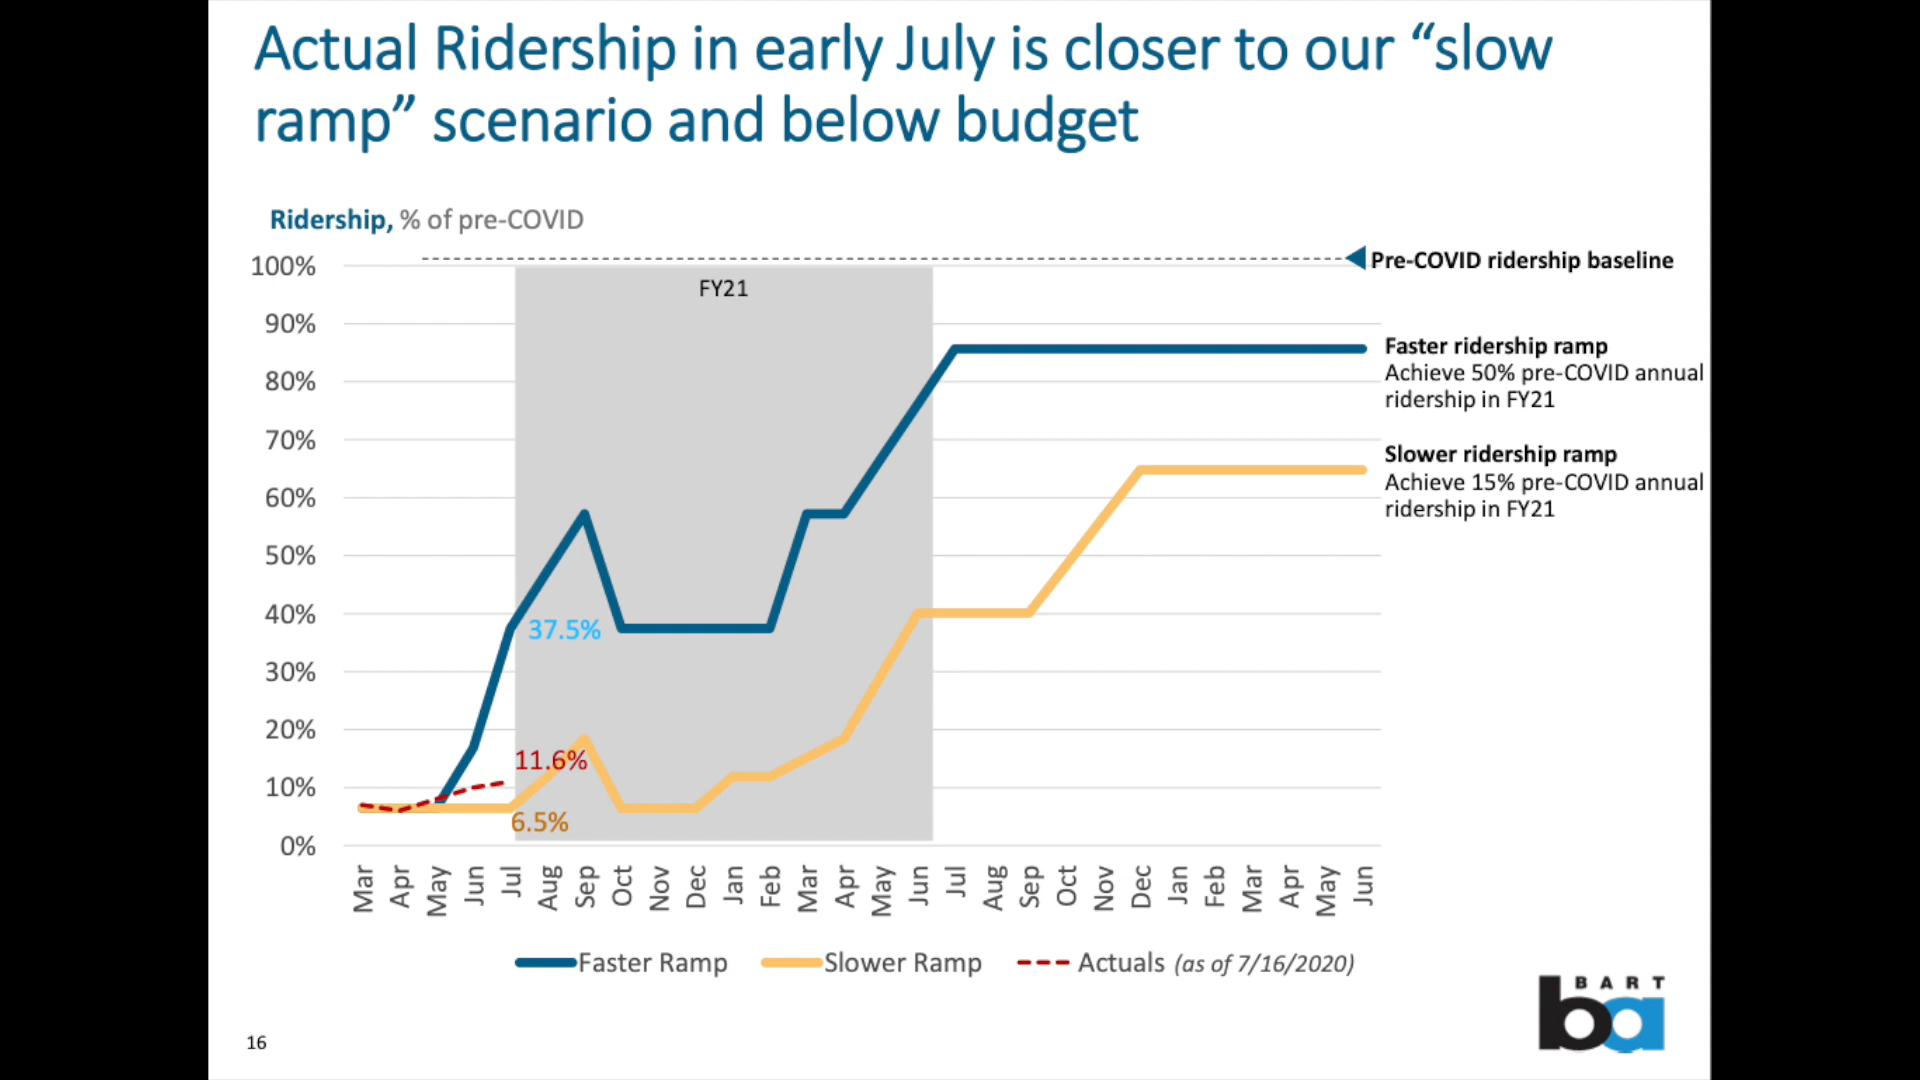 Actual Ridership in early July is closer to our “slow
ramp” scenario and below budget
Ridership, % of pre-COVID
100%
90%
80%
70%
60%
50%
40%
30%
20%
10%
0%
FY21
Pre-COVID ridership baseline
Faster ridership ramp
Achieve 50% pre-COVID annual
ridership in FY21
Slower ridership ramp
Achieve 15% pre-COVID annual
ridership in FY21
37.5%
11.6%
6.5%
Mar Apr May Jun Jul Aug Sep Oct Nov Dec Jan Feb Mar Apr May Jun Jul Aug Sep Oct Nov Dec Jan Feb Mar Apr May Jun
Faster Ramp Slower Ramp Actuals (as of 7/16/2020)
BART
ba
16